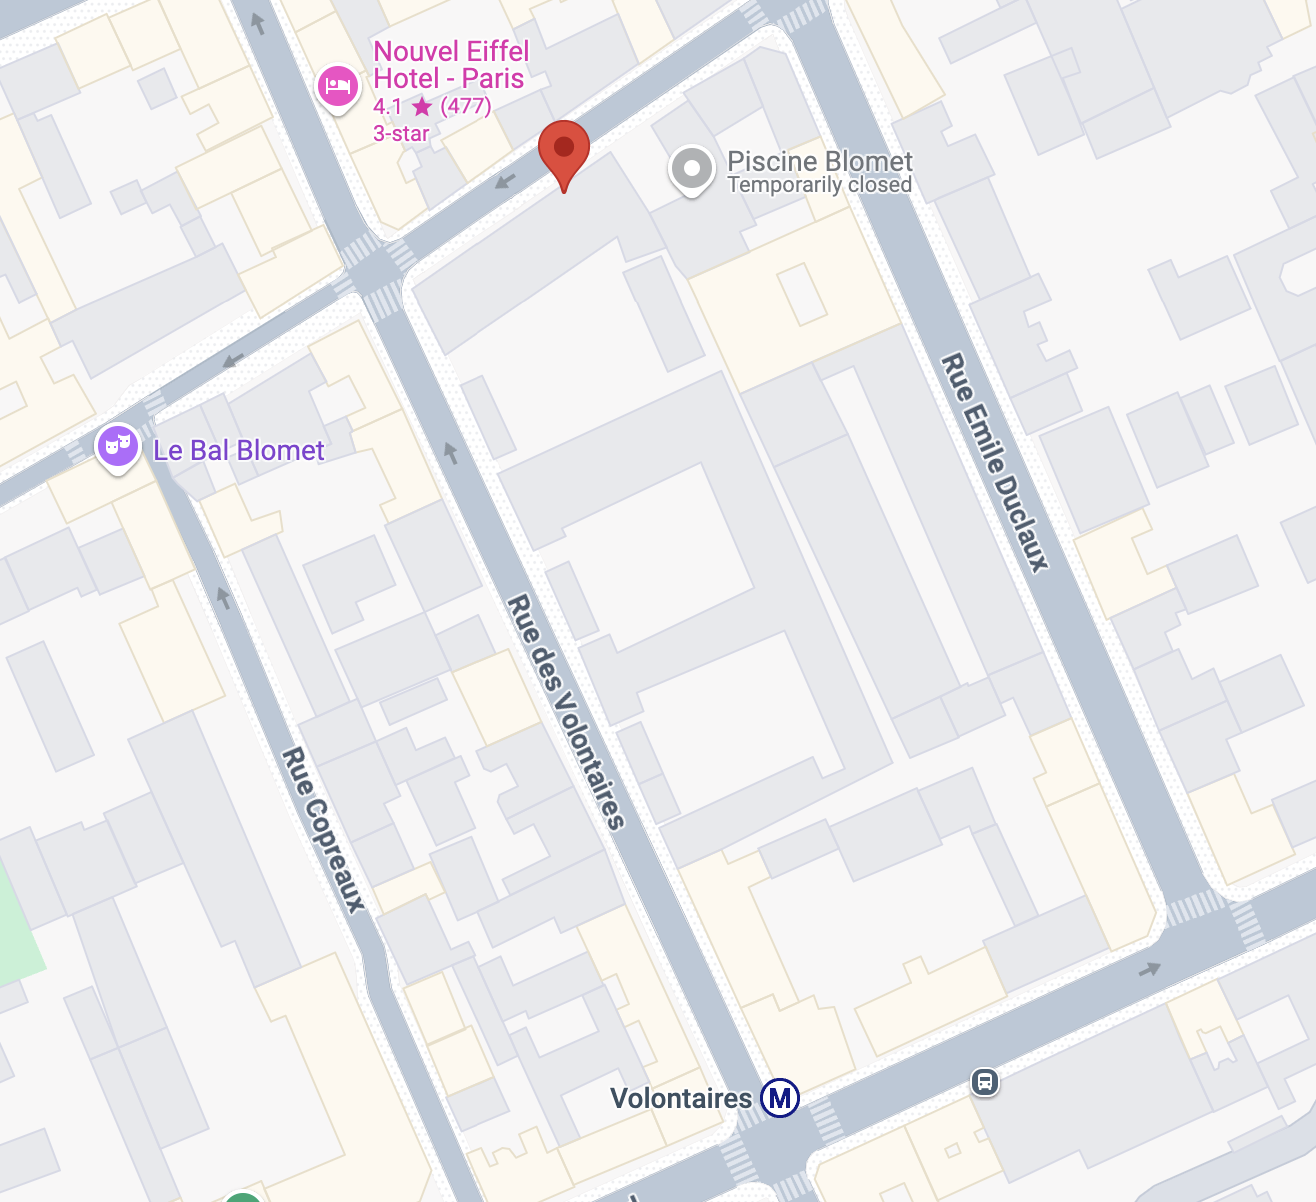 Nouvel Eiffel
Hotel - Paris
4.1 ★ (477)
3-star
Piscine Blomet
Temporarily closed
Le Bal Blomet
Rue Emile Duclaux
Rue des Volontaires
Rue Copreaux
Volontaires M